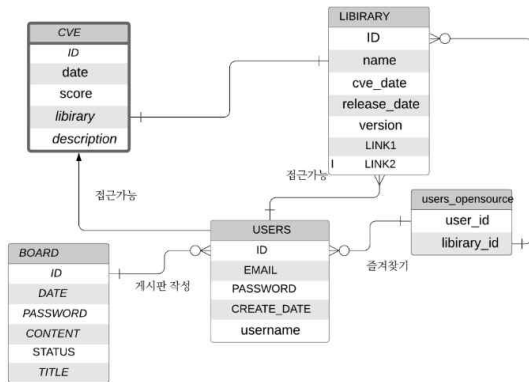 CVE
ID
date
score
libirary
description
LIBIRARY
ID
name
cve_date
release_date
version
LINK1
LINK2
접근가능
접근가능
users_opensource
user_id
libirary_id
즐겨찾기
USERS
ID
EMAIL
PASSWORD
CREATE_DATE
username
게시판 작성
BOARD
ID
DATE
PASSWORD
CONTENT
STATUS
TITLE